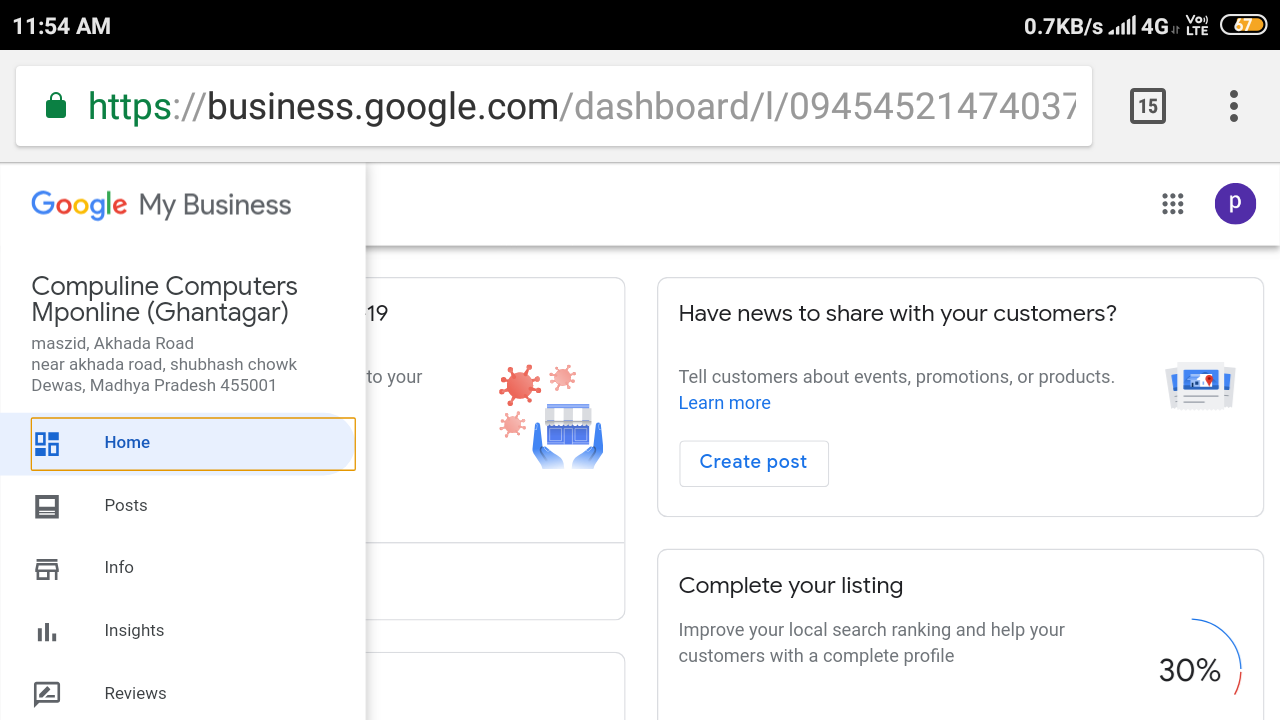 11:54 AM
0.7KB/s 4G Vo) LTE 67
https://business.google.com/dashboard/l/09454521474037
15
Google My Business
p
Compuline Computers
Mponline (Ghantagar)
maszid, Akhada Road
near akhada road, shubhash chowk
Dewas, Madhya Pradesh 455001
Home
Posts
Info
Insights
Reviews
-19
to your
Have news to share with your customers?
Tell customers about events, promotions, or products.
Learn more
Create post
Complete your listing
Improve your local search ranking and help your
customers with a complete profile
30%